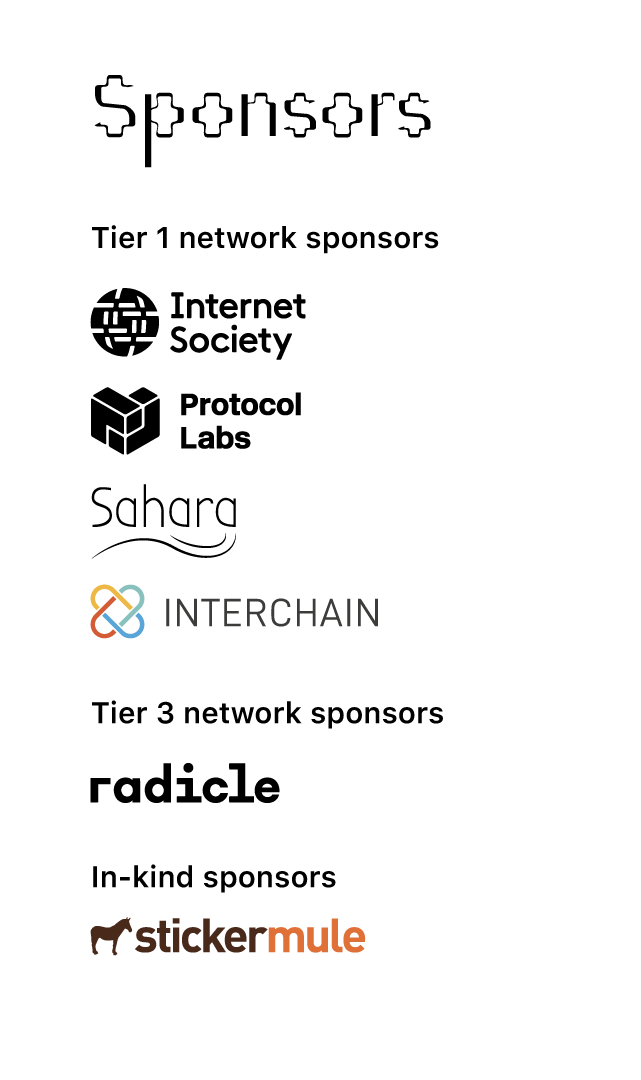 Sponsors
Tier 1 network sponsors
Internet
Society
Protocol
Labs
Sahara
INTERCHAIN
Tier 3 network sponsors
radicle
In-kind sponsors
stickermule